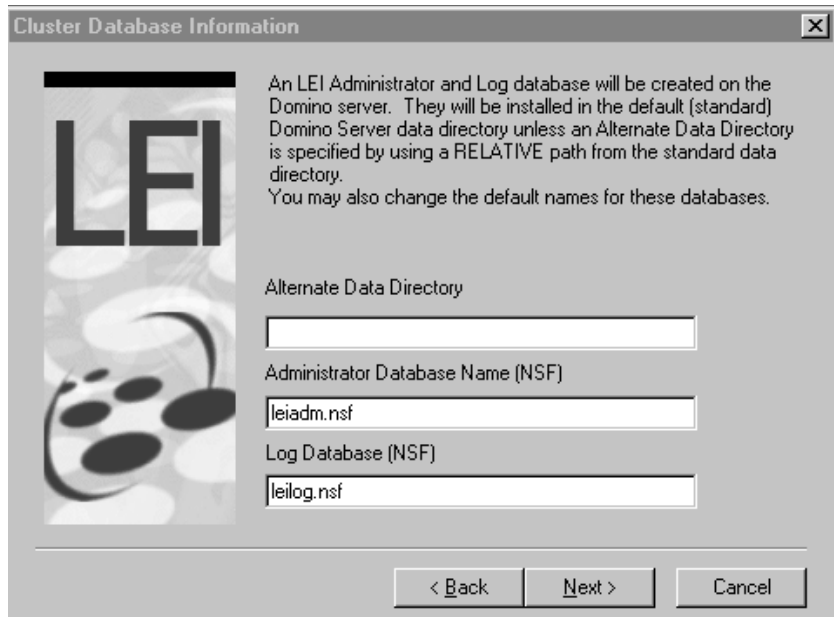 Cluster Database Information
LEI
An LEI Administrator and Log database will be created on the
Domino server. They will be installed in the default (standard)
Domino Server data directory unless an Alternate Data Directory
is specified by using a RELATIVE path from the standard data
directory.
You may also change the default names for these databases.
Alternate Data Directory
Administrator Database Name (NSF)
leiadm.nsf
Log Database (NSF)
leilog.nsf
< Back
Next >
Cancel